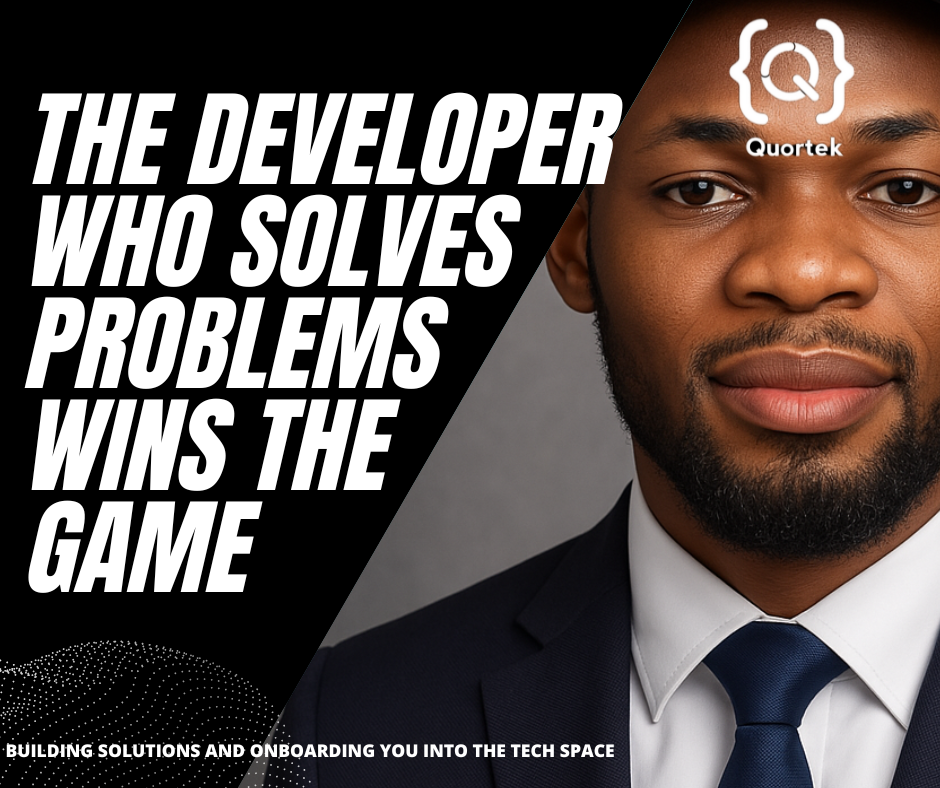 THE DEVELOPER
WHO SOLVES
PROBLEMS
WINS THE
GAME
Quortek
BUILDING SOLUTIONS AND ONBOARDING YOU INTO THE TECH SPACE